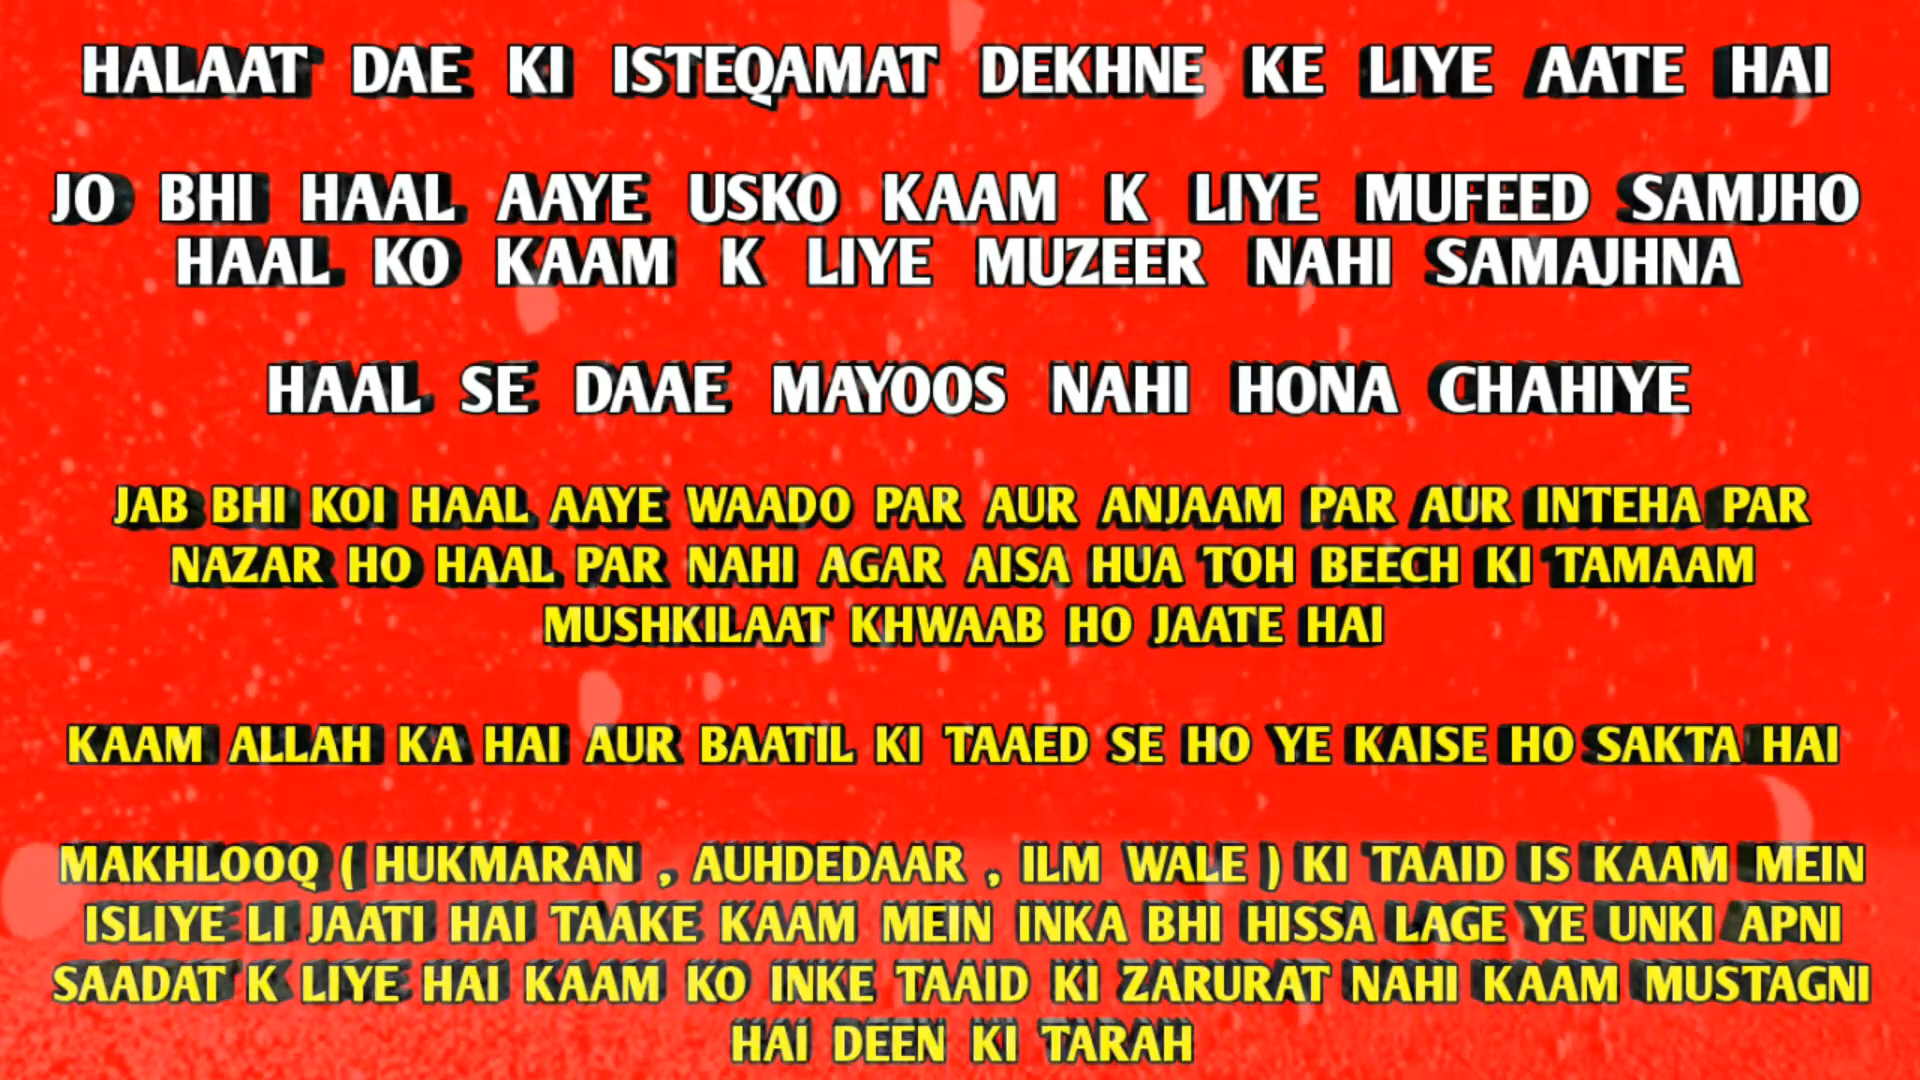 HALAAT DAE KI ISTEQAMAT DEKHNE KE LIYE AATE HAI
JO BHI HAAL AAYE USKO KAAM K LIYE MUFEED SAMJHO
HAAL KO KAAM K LIYE MUZEER NAHI SAMAJHNA
HAAL SE DAAE MAYOOS NAHI HONA CHAHIYE
JAB BHI KOI HAAL AAYE WAADO PAR AUR ANJAAM PAR AUR INTEHA PAR
NAZAR HO HAAL PAR NAHI AGAR AISA HUA TOH BEECH KI TAMAAM
MUSHKILAAT KHWAAB HO JAATE HAI
KAAM ALLAH KA HAI AUR BAATIL KI TAAED SE HO YE KAISE HO SAKTA HAI
MAKHLOOQ ( HUKMARAN , AUHDEDAAR , ILM WALE ) KI TAAID IS KAAM MEIN
ISLIYE LI JAATI HAI TAAKE KAAM MEIN INKA BHI HISSA LAGE YE UNKI APNI
SAADAT K LIYE HAI KAAM KO INKE TAAID KI ZARURAT NAHI KAAM MUSTAGNI
HAI DEEN KI TARAH